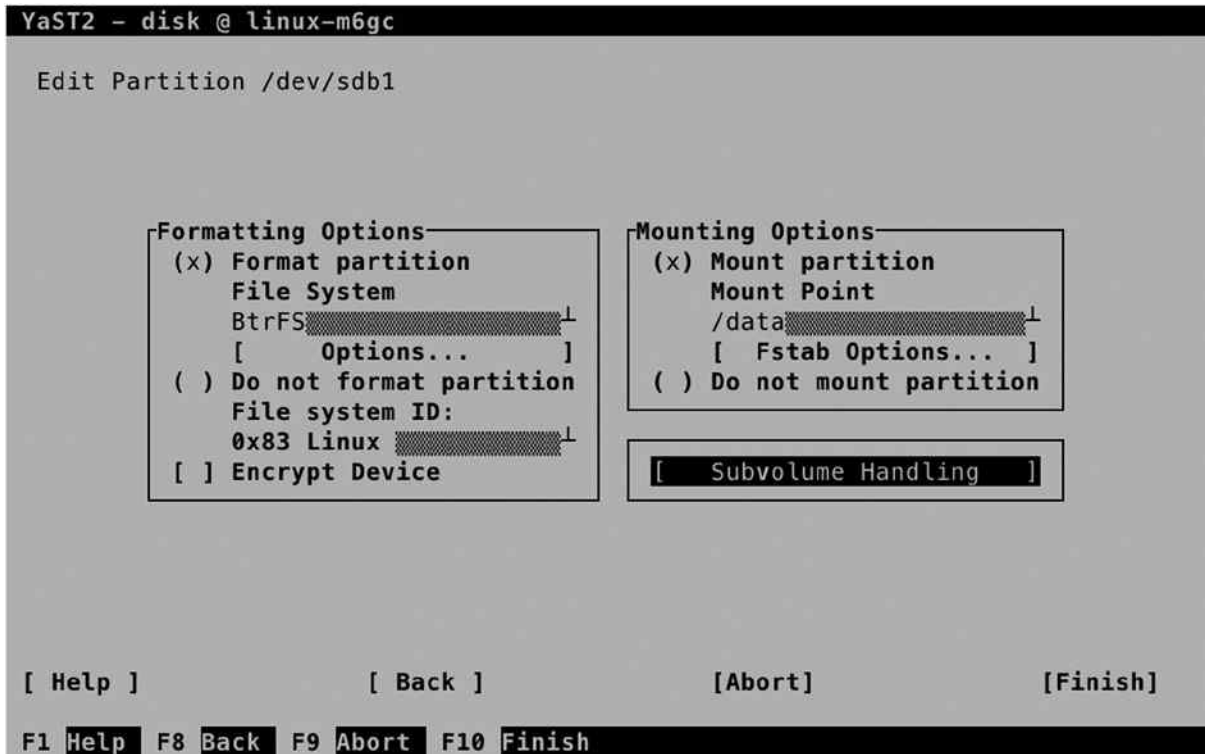 YaST2 – disk @ linux–m6gc
Edit Partition /dev/sdb1
Formatting Options
(x) Format partition
File System
BtrFS
[ Options... ]
( ) Do not format partition
File system ID:
0x83 Linux
[ ] Encrypt Device
Mounting Options
(x) Mount partition
Mount Point
/data
[ Fstab Options... ]
( ) Do not mount partition
[ Subvolume Handling ]
[ Help ] [ Back ] [Abort] [Finish]
F1 Help F8 Back F9 Abort F10 Finish